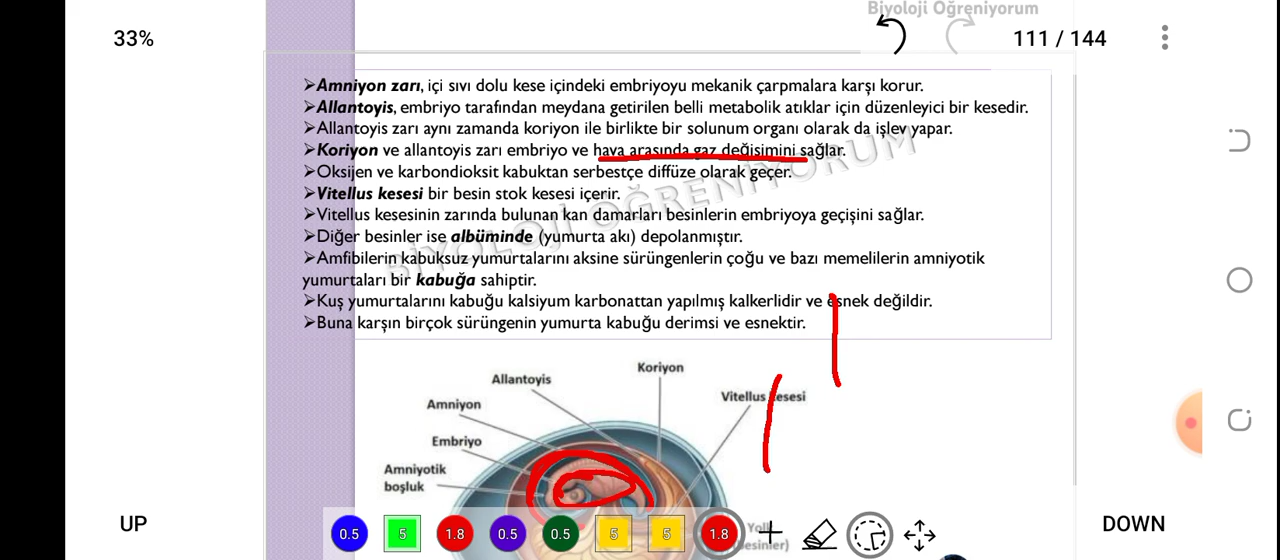 Biyoloji Öğreniyorum
33%
111 / 144
➢Amniyon zarı, içi sıvı dolu kese içindeki embriyoyu mekanik çarpmalara karşı korur.
➢Allantoyis, embriyo tarafından meydana getirilen belli metabolik atıklar için düzenleyici bir kesedir.
➢Allantoyis zarı aynı zamanda koriyon ile birlikte bir solunum organı olarak da işlev yapar.
➢Koriyon ve allantoyis zarı embriyo ve hava arasında gaz değişimini sağlar.
➢Oksijen ve karbondioksit kabuktan serbestçe diffüze olarak geçer.
➢Vitellus kesesi bir besin stok kesesi içerir.
➢Vitellus kesesinin zarında bulunan kan damarları besinlerin embriyoya geçişini sağlar.
➢Diğer besinler ise albüminde (yumurta akı) depolanmıştır.
➢Amfibilerin kabuksuz yumurtalarını aksine sürüngenlerin çoğu ve bazı memelilerin amniyotik
yumurtaları bir kabuğa sahiptir.
➢Kuş yumurtalarını kabuğu kalsiyum karbonattan yapılmış kalkerlidir ve esnek değildir.
➢Buna karşın birçok sürüngenin yumurta kabuğu derimsi ve esnektir.
BİYOLOJİ ÖĞRENİYORUM
Koriyon
Allantoyis
Vitellus kesesi
Amniyon
Embriyo
Amniyotik
boşluk
UP
0.5
5
1.8
0.5
0.5
5
5
1.8
DOWN